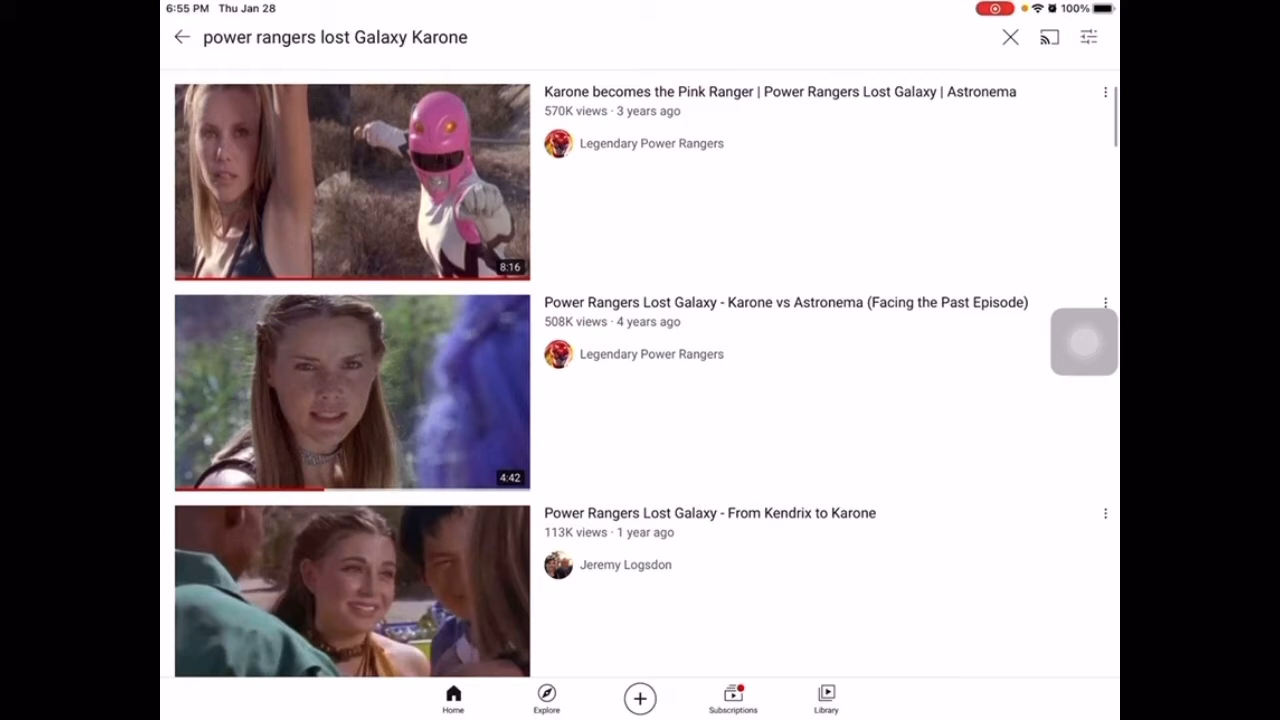 6:55 PM Thu Jan 28
100%
power rangers lost Galaxy Karone
Karone becomes the Pink Ranger | Power Rangers Lost Galaxy | Astronema
570K views · 3 years ago
Legendary Power Rangers
8:16
Power Rangers Lost Galaxy - Karone vs Astronema (Facing the Past Episode)
508K views · 4 years ago
Legendary Power Rangers
4:42
Power Rangers Lost Galaxy - From Kendrix to Karone
113K views · 1 year ago
Jeremy Logsdon
Home Explore Subscriptions Library